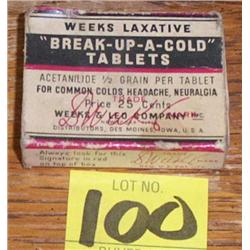 WEEKS LAXATIVE
"BREAK-UP-A-COLD"
TABLETS
ACETANILIDE ½ GRAIN PER TABLET
FOR COMMON COLDS HEADACHE, NEURALGIA
TRADE
Price 25 Cents
WEEKS & LEO COMPANY INC.
DISTRIBUTORS, DES MOINES, IOWA, U.S.A.
Always look for this
Signature in red on
top of box
LOT NO.
100